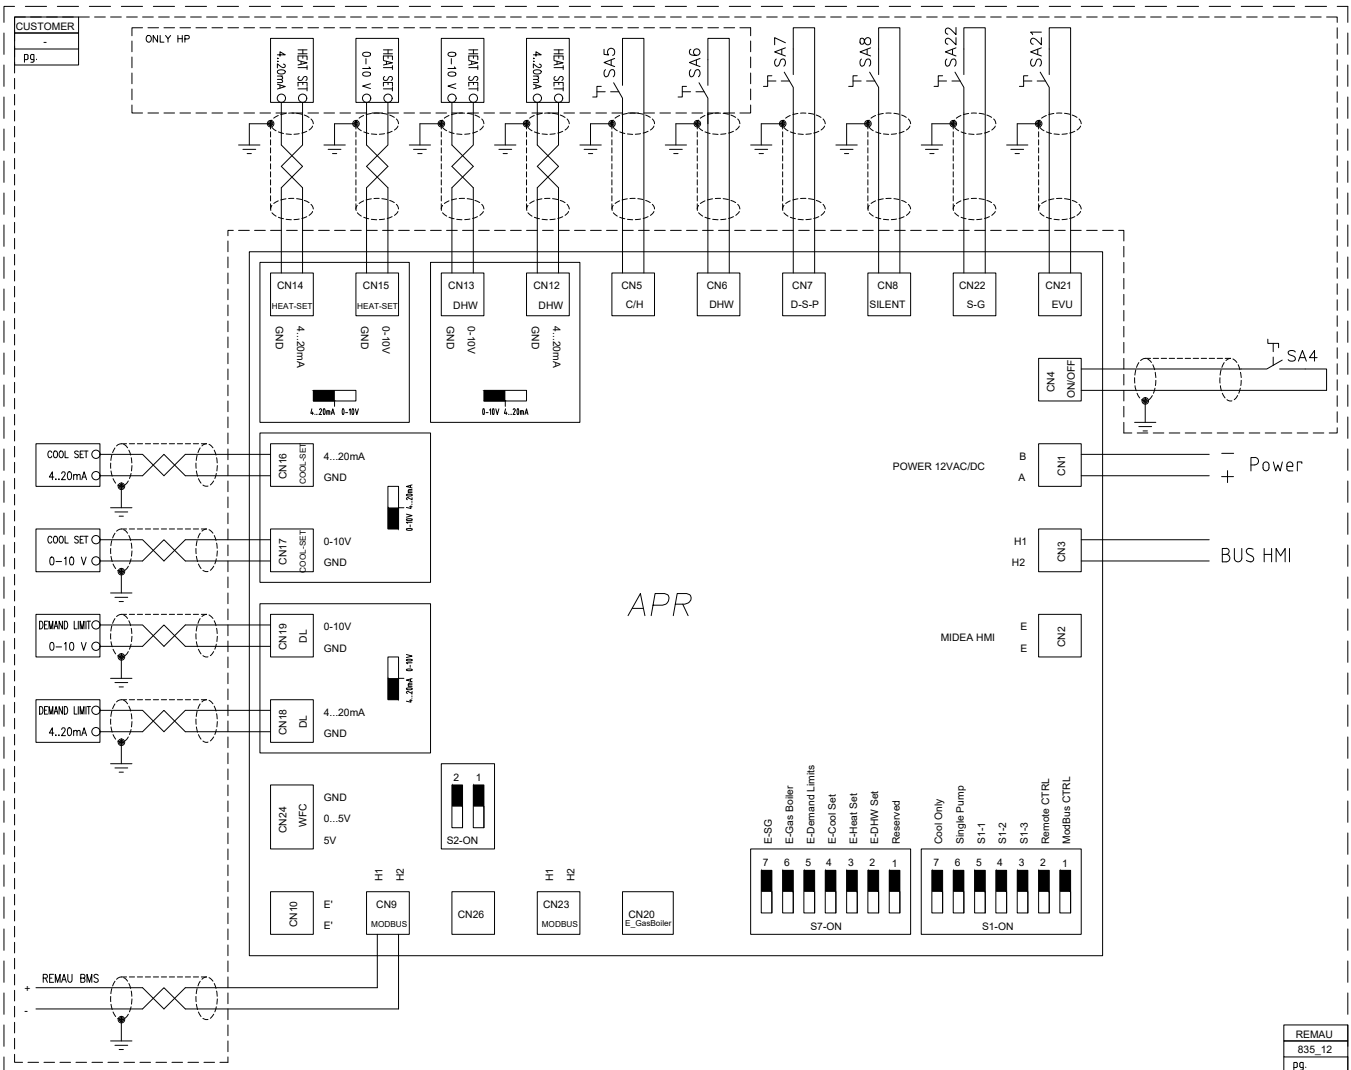 CUSTOMER
-
pg.
ONLY HP
HEAT SET
4..20mA
HEAT SET
0-10 V
HEAT SET
0-10 V
HEAT SET
4..20mA
SA5
SA6
SA7
SA8
SA22
SA21
CN14
HEAT-SET
CN15
HEAT-SET
CN13
DHW
CN12
DHW
CN5
C/H
CN6
DHW
CN7
D-S-P
CN8
SILENT
CN22
S-G
CN21
EVU
GND
4...20mA
GND
0-10V
GND
0-10V
GND
4...20mA
4..20mA 0-10V
0-10V 4..20mA
CN4
ON/OFF
SA4
COOL SET
4..20mA
CN16
COOL-SET
4...20mA
GND
0-10V 4..20mA
COOL SET
0-10 V
CN17
COOL-SET
0-10V
GND
POWER 12VAC/DC
B
A
CN1
-
+
Power
H1
H2
CN3
BUS HMI
APR
DEMAND LIMIT
0-10 V
CN19
DL
0-10V
GND
4..20mA 0-10V
MIDEA HMI
E
E
CN2
DEMAND LIMIT
4..20mA
CN18
DL
4...20mA
GND
CN24
WFC
GND
0...5V
5V
2 1
S2-ON
E-SG
E-Gas Boiler
E-Demand Limits
E-Cool Set
E-Heat Set
E-DHW Set
Reserved
7 6 5 4 3 2 1
S7-ON
Cool Only
Single Pump
S1-1
S1-2
S1-3
Remote CTRL
ModBus CTRL
7 6 5 4 3 2 1
S1-ON
CN10
E'
E'
H1
H2
CN9
MODBUS
CN26
H1
H2
CN23
MODBUS
CN20
E_GasBoiler
REMAU BMS
+
-
REMAU
835_12
pg.